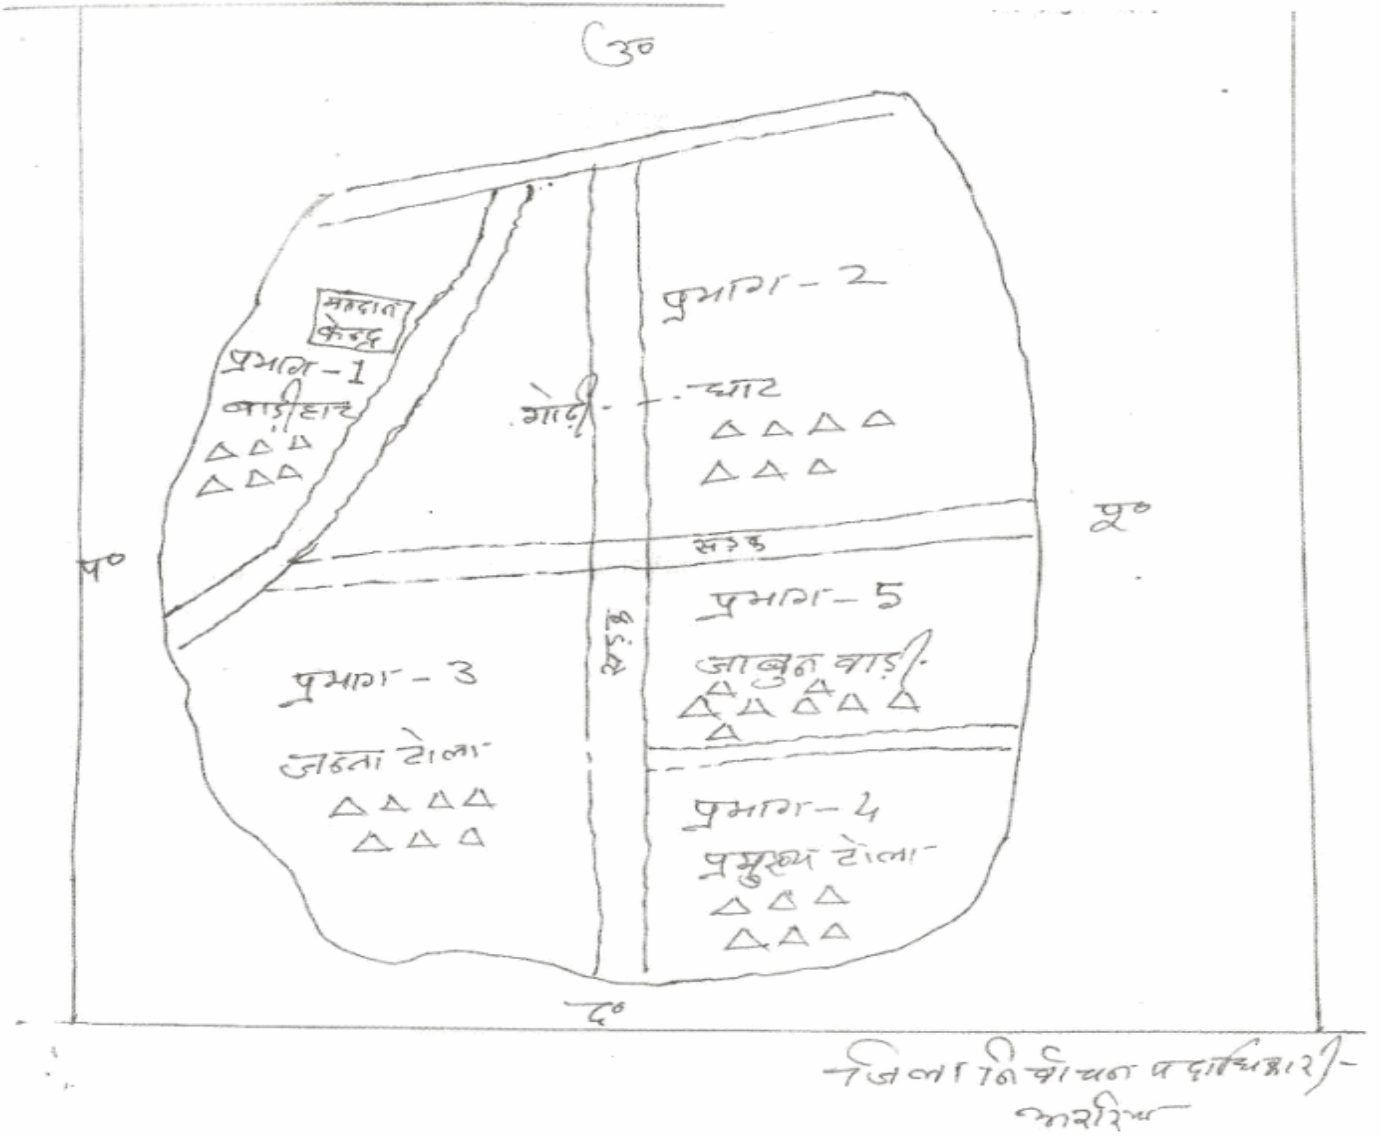 उ०
मतदान
केन्द्र
प्रभाग-1
बाड़ीहार
प्रभाग-2
गोढ़ी - - - घाट
सड़क
पू०
प०
प्रभाग-5
जाबुन वाड़ी
सड़क
प्रभाग-3
जनता टोला
प्रभाग-4
प्रमुख टोला
द०
जिला निर्वाचन पदाधिकारी
अररिया